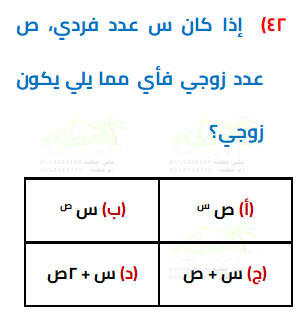 ٤٢) إذا كان س عدد فردي، ص
عدد زوجي فأي مما يلي يكون
زوجي؟
(أ) ص ^س
(ب) س ^ص
(ج) س + ص
(د) س + ٢ص